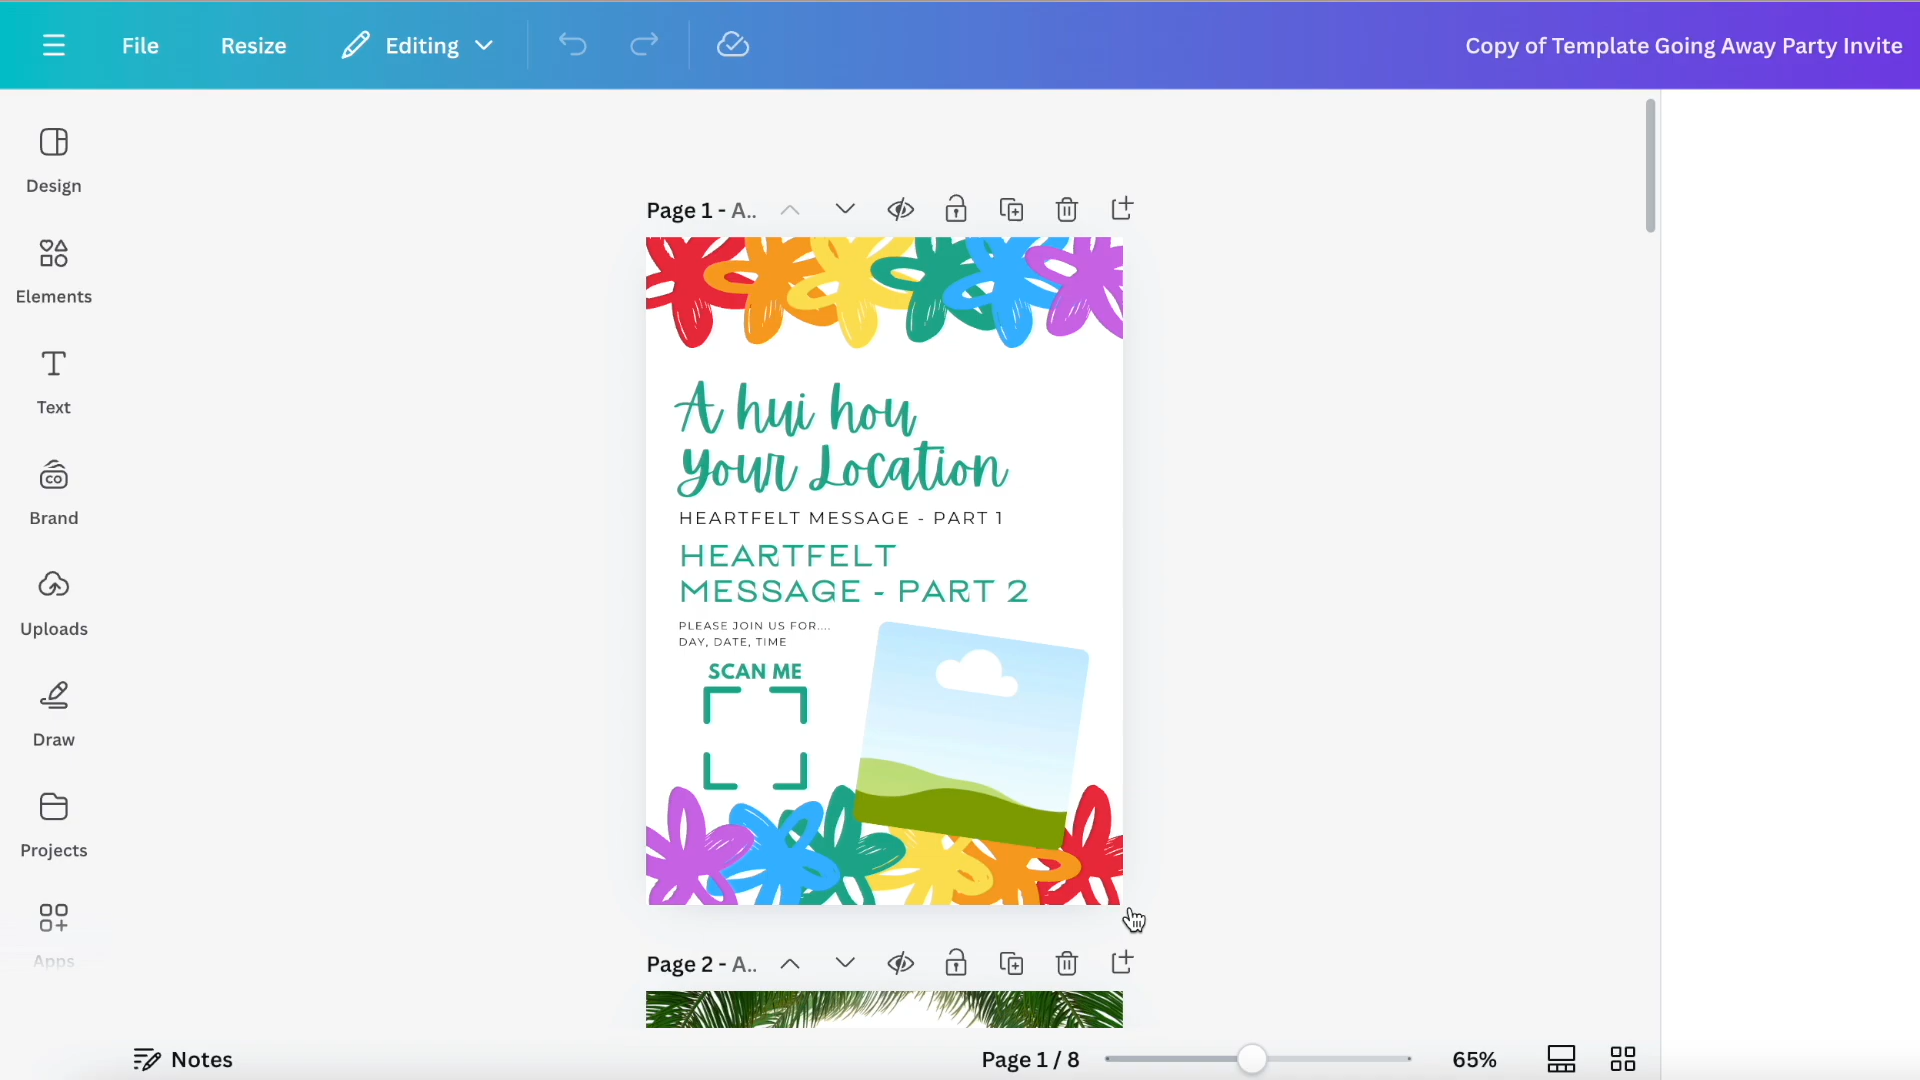 File
Resize
Editing
Copy of Template Going Away Party Invite
Design
Elements
Text
CO
Brand
Uploads
Draw
Projects
Apps
Page 1 - A..
A hui hou
Your Location
HEARTFELT MESSAGE - PART 1
HEARTFELT
MESSAGE - PART 2
PLEASE JOIN US FOR....
DAY, DATE, TIME
SCAN ME
Page 2 - A..
Notes
Page 1 / 8
65%